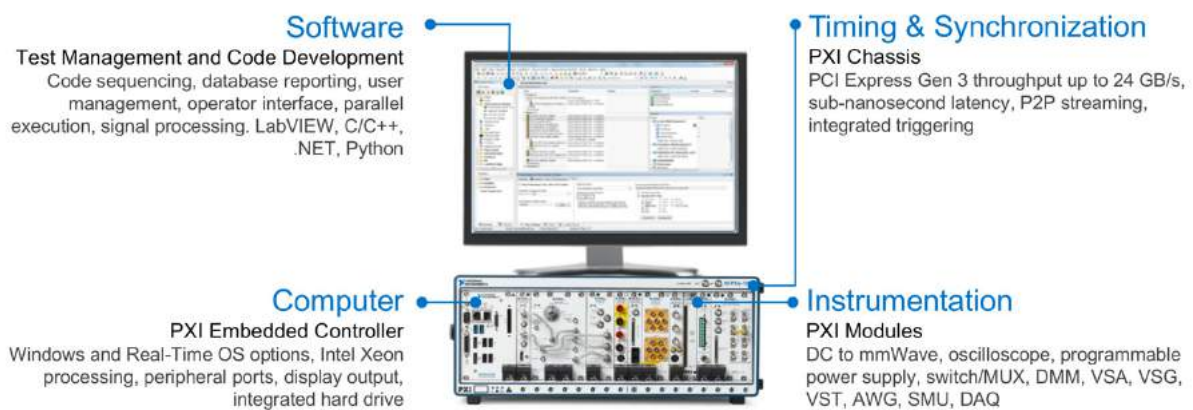 Software
Test Management and Code Development
Code sequencing, database reporting, user
management, operator interface, parallel
execution, signal processing. LabVIEW, C/C++,
.NET, Python
Timing & Synchronization
PXI Chassis
PCI Express Gen 3 throughput up to 24 GB/s,
sub-nanosecond latency, P2P streaming,
integrated triggering
Computer
PXI Embedded Controller
Windows and Real-Time OS options, Intel Xeon
processing, peripheral ports, display output,
integrated hard drive
Instrumentation
PXI Modules
DC to mmWave, oscilloscope, programmable
power supply, switch/MUX, DMM, VSA, VSG,
VST, AWG, SMU, DAQ
PXI